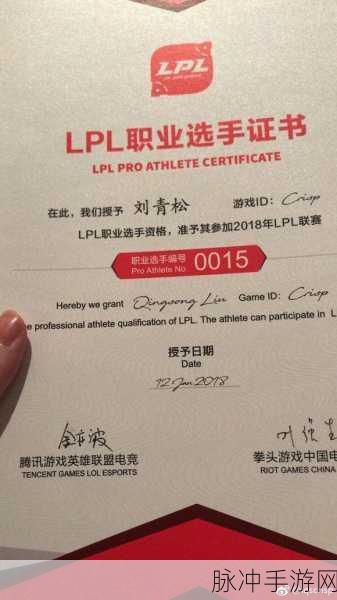 LPL
LPL职业选手证书
LPL PRO ATHLETE CERTIFICATE
在此，我们授予 刘青松 游戏ID: Crisp
LPL职业选手资格，准予其参加2018年LPL联赛
职业选手编号
Pro Athlete No.
0015
Hereby we grant Qingsong Liu Game ID: Crisp
e professional athlete qualification of LPL. The athlete can participate in L
授予日期
Date
12 Jan 2018
腾讯游戏英雄联盟电竞
TENCENT GAMES LOL ESPORTS
拳头游戏中国电
RIOT GAMES CHINA
脉冲手游网